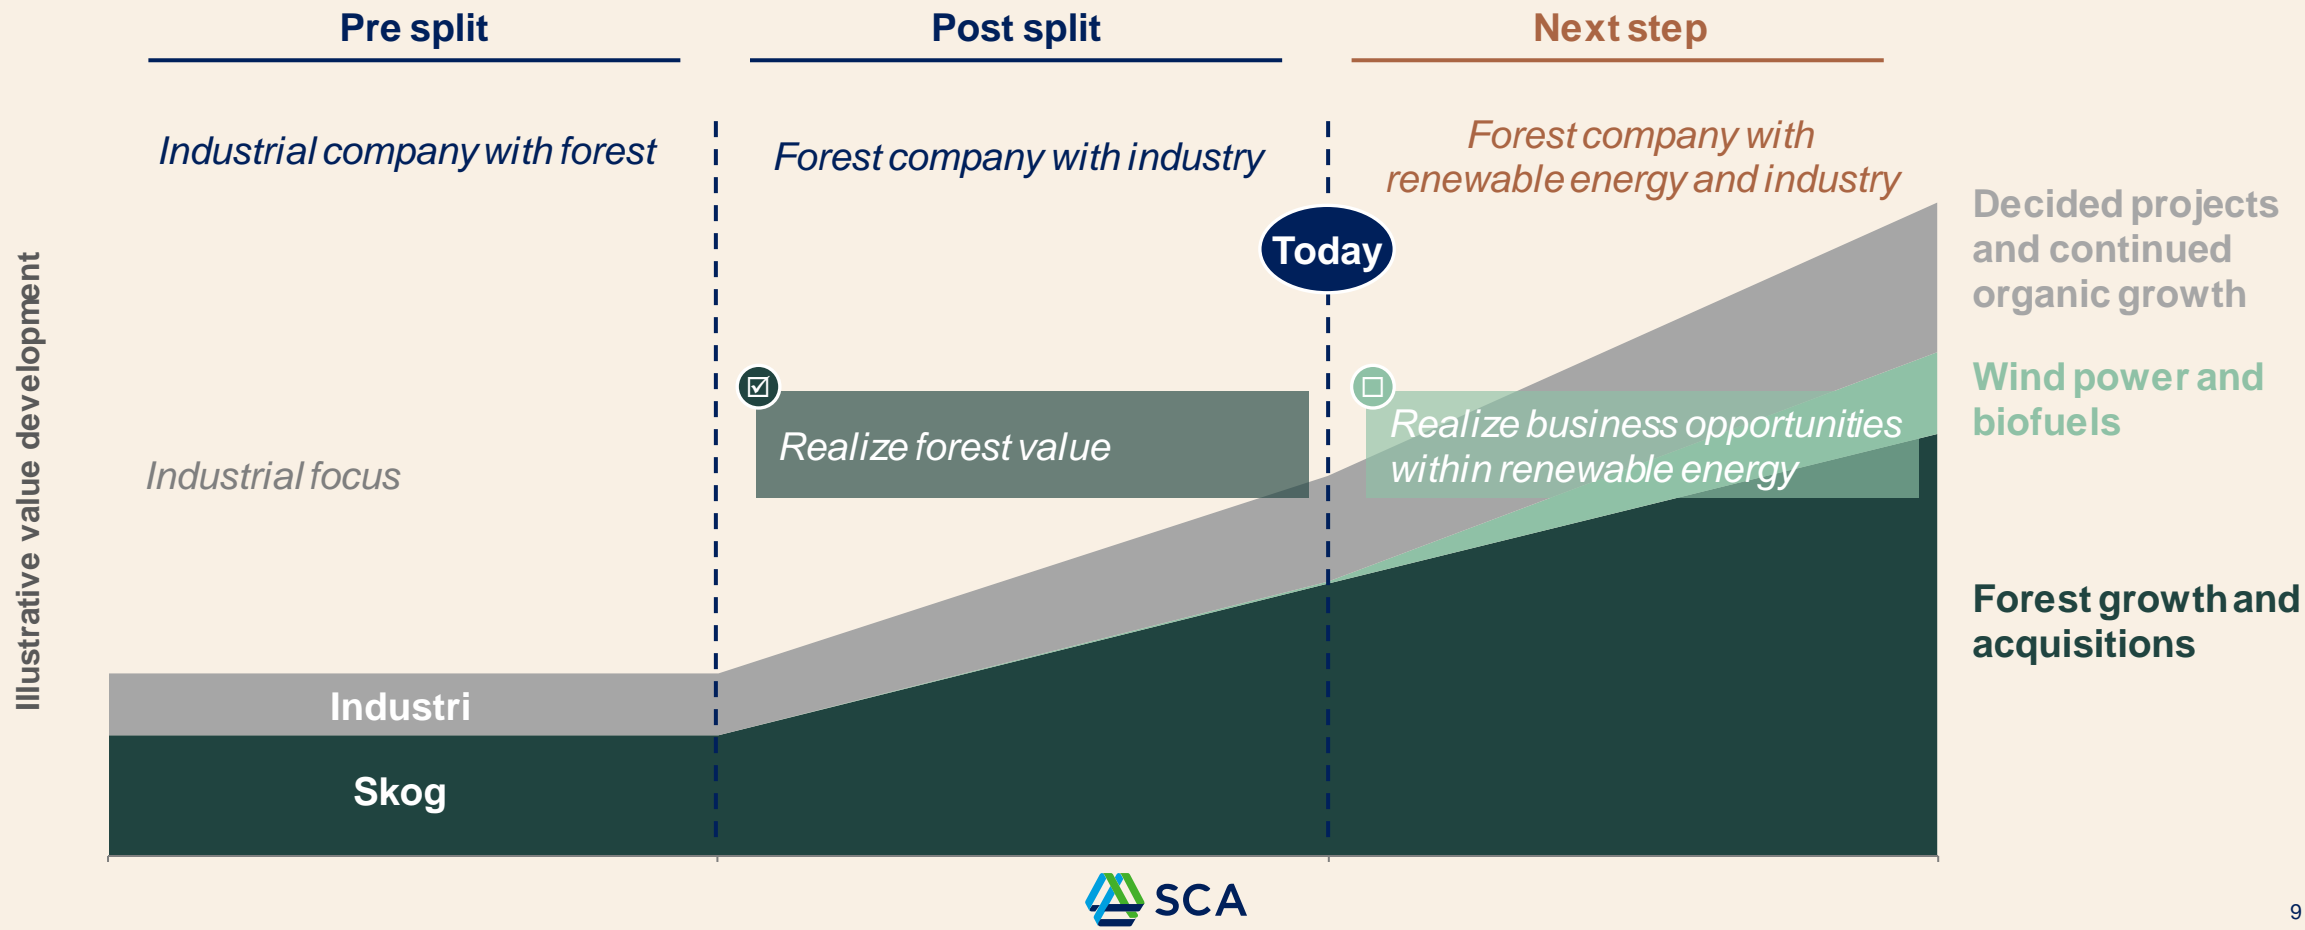 Pre split
Post split
Next step
Industrial company with forest
Forest company with industry
Forest company with
renewable energy and industry
Today
Illustrative value development
Industrial focus
Realize forest value
Realize business opportunities
within renewable energy
Decided projects
and continued
organic growth
Wind power and
biofuels
Forest growth and
acquisitions
Industri
Skog
SCA
9